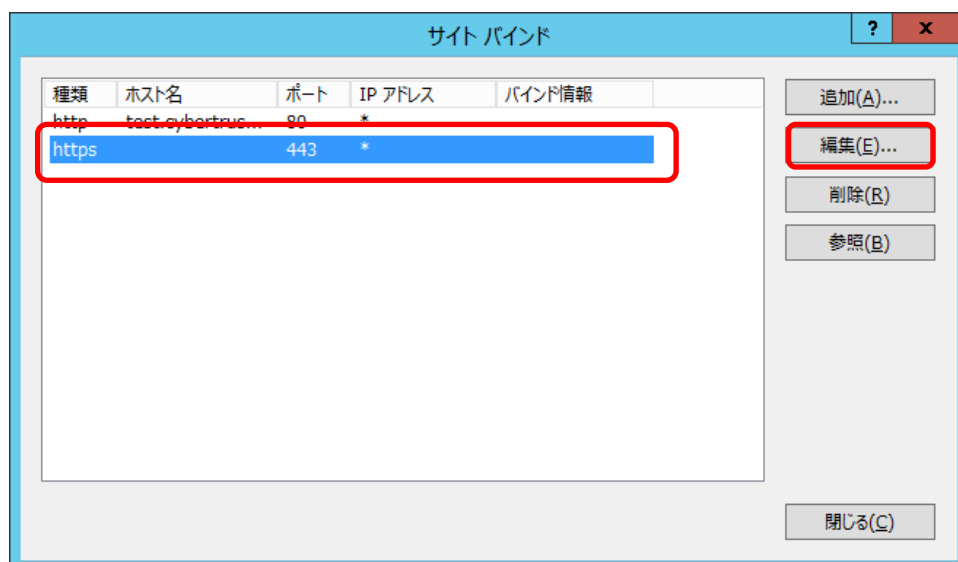 サイト バインド
? x
種類 ホスト名 ポート IP アドレス バインド情報
http test.cybertrus... 80 *
https 443 *
追加(A)...
編集(E)...
削除(R)
参照(B)
閉じる(C)